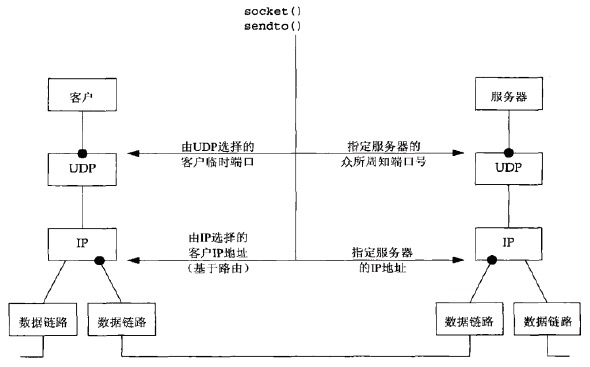 socket()
sendto()
客户
服务器
由UDP选择的
客户临时端口
指定服务器的
众所周知端口号
UDP
UDP
由IP选择的
客户IP地址
(基于路由)
指定服务器
的IP地址
IP
IP
数据链路
数据链路
数据链路
数据链路